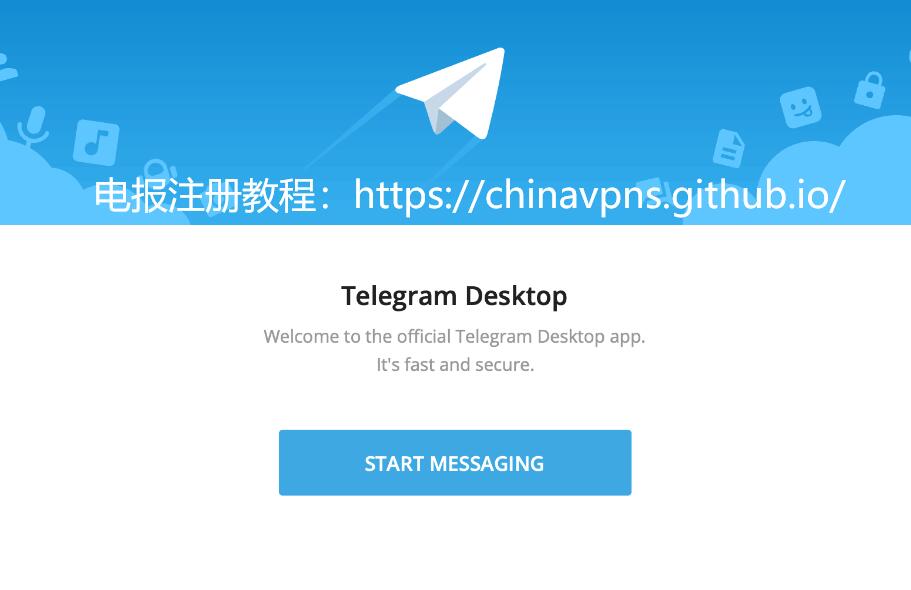 电报注册教程：https://chinavpns.github.io/
Telegram Desktop
Welcome to the official Telegram Desktop app.
It's fast and secure.
START MESSAGING